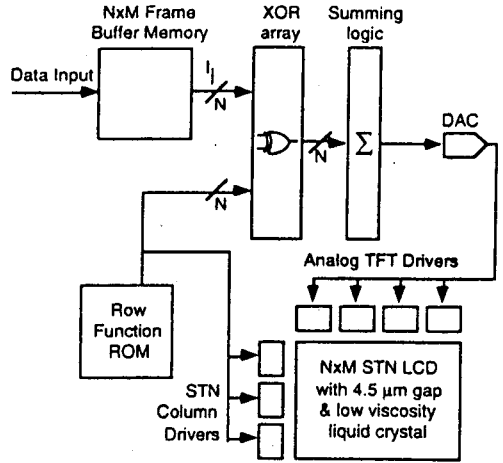 NxM Frame
Buffer Memory
XOR
array
Summing
logic
Data Input
I j
N
DAC
N
Σ
N
Analog TFT Drivers
Row
Function
ROM
STN
Column
Drivers
NxM STN LCD
with 4.5 μm gap
& low viscosity
liquid crystal